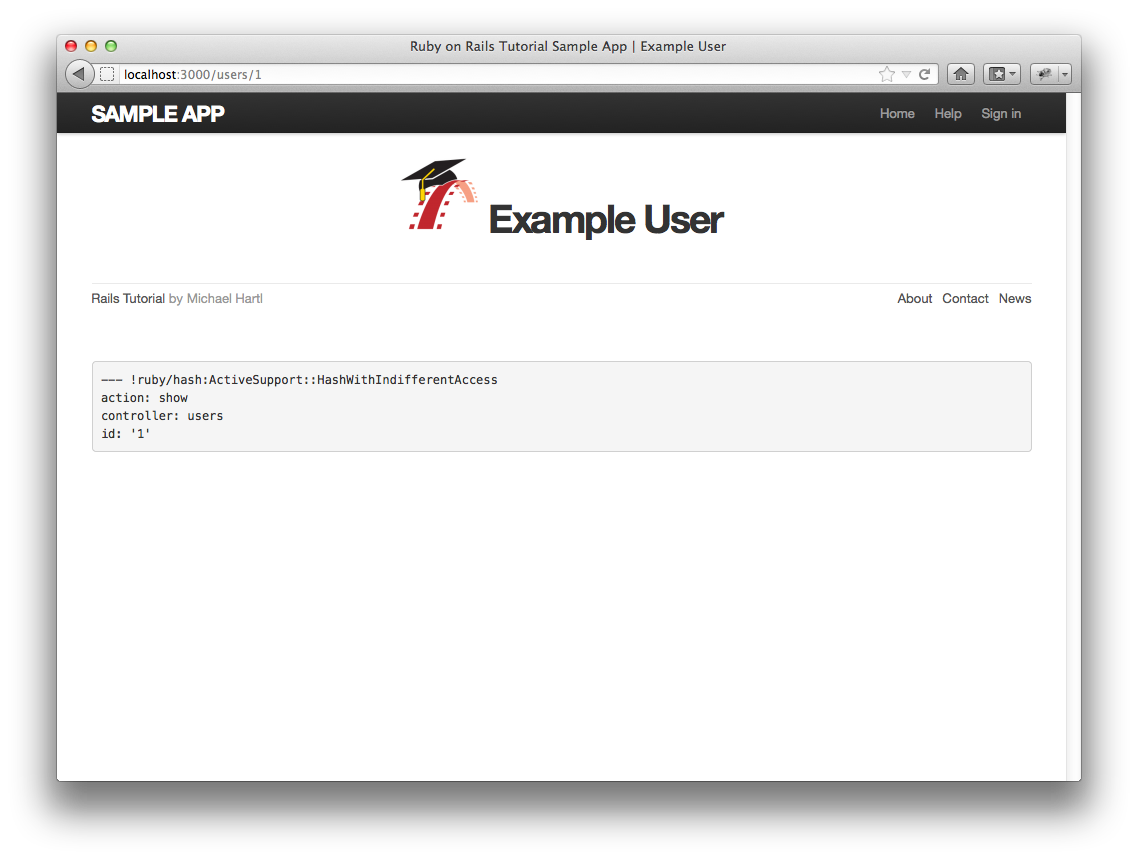 Ruby on Rails Tutorial Sample App | Example User
localhost:3000/users/1
SAMPLE APP Home Help Sign in
Example User
Rails Tutorial by Michael Hartl About Contact News
--- !ruby/hash:ActiveSupport::HashWithIndifferentAccess
action: show
controller: users
id: '1'